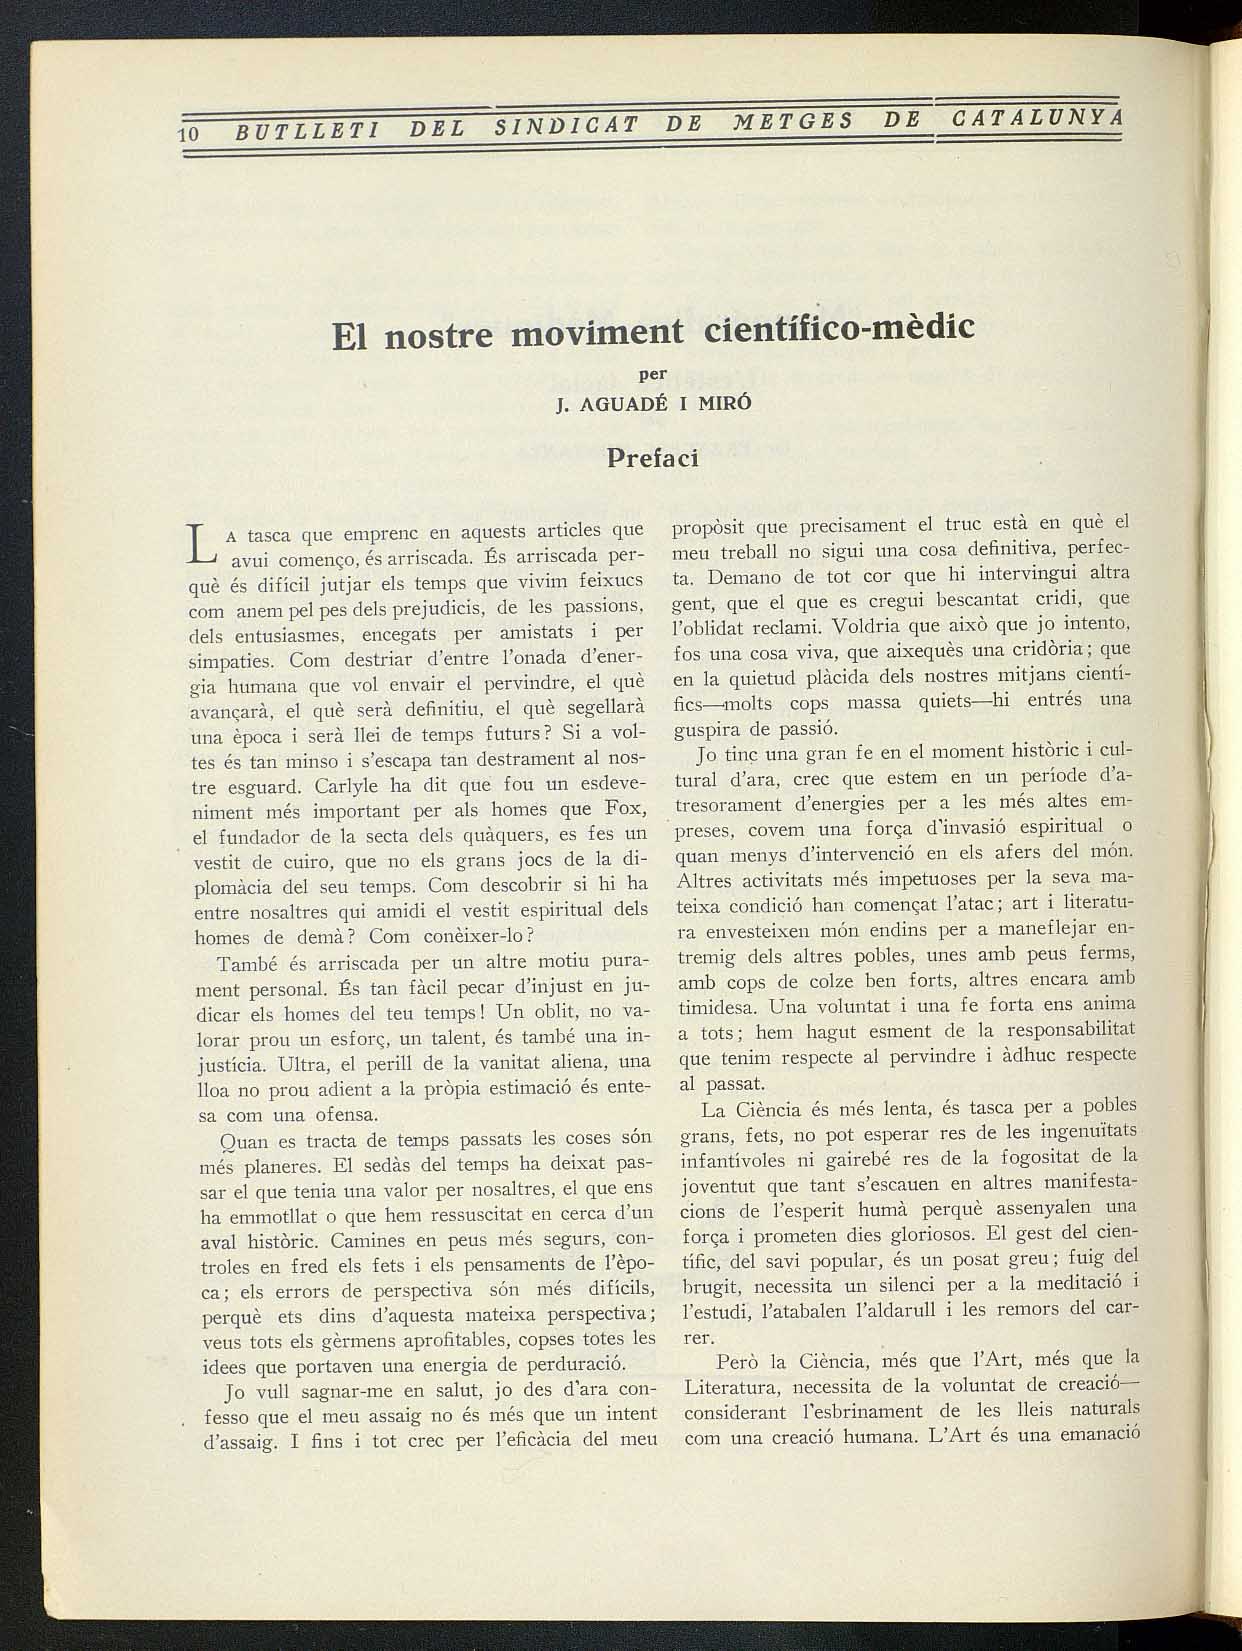 10 BUTLLETI DEL SINDICAT DE METGES DE CATALUNYA
El nostre moviment científico-mèdic
per
J. AGUADÉ I MIRÓ
Prefaci
LA tasca que emprenc en aquests articles que
avui començo, és arriscada. És arriscada per-
què és difícil jutjar els temps que vivim feixucs
com anem pel pes dels prejudicis, de les passions,
dels entusiasmes, encegats per amistats i per
simpaties. Com destriar d'entre l'onada d'ener-
gia humana que vol envair el pervindre, el què
avançarà, el què serà definitiu, el què segellarà
una època i serà llei de temps futurs? Si a vol-
tes és tan minso i s'escapa tan destrament al nos-
tre esguard. Carlyle ha dit que fou un esdeve-
niment més important per als homes que Fox,
el fundador de la secta dels quàquers, es fes un
vestit de cuiro, que no els grans jocs de la di-
plomàcia del seu temps. Com descobrir si hi ha
entre nosaltres qui amidi el vestit espiritual dels
homes de demà? Com conèixer-lo?
També és arriscada per un altre motiu pura-
ment personal. És tan fàcil pecar d'injust en ju-
dicar els homes del teu temps! Un oblit, no va-
lorar prou un esforç, un talent, és també una in-
justícia. Ultra, el perill de la vanitat aliena, una
lloa no prou adient a la pròpia estimació és ente-
sa com una ofensa.
Quan es tracta de temps passats les coses són
més planeres. El sedàs del temps ha deixat pas-
sar el que tenia una valor per nosaltres, el que ens
ha emmotllat o que hem ressuscitat en cerca d'un
aval històric. Camines en peus més segurs, con-
troles en fred els fets i els pensaments de l'èpo-
ca; els errors de perspectiva són més difícils,
perquè ets dins d'aquesta mateixa perspectiva;
veus tots els gèrmens aprofitables, copses totes les
idees que portaven una energia de perduració.
Jo vull sagnar-me en salut, jo des d'ara con-
fesso que el meu assaig no és més que un intent
d'assaig. I fins i tot crec per l'eficàcia del meu
propòsit que precisament el truc està en què el
meu treball no sigui una cosa definitiva, perfec-
ta. Demano de tot cor que hi intervingui altra
gent, que el que es cregui bescantat cridi, que
l'oblidat reclami. Voldria que això que jo intento,
fos una cosa viva, que aixequès una cridòria; que
en la quietud plàcida dels nostres mitjans cientí-
fics—molts cops massa quiets—hi entrés una
guspira de passió.
Jo tinc una gran fe en el moment històric i cul-
tural d'ara, crec que estem en un període d'a-
tresorament d'energies per a les més altes em-
preses, covem una força d'invasió espiritual o
quan menys d'intervenció en els afers del món.
Altres activitats més impetuoses per la seva ma-
teixa condició han començat l'atac; art i literatu-
ra envesteixen món endins per a maneflejar en-
tremig dels altres pobles, unes amb peus ferms,
amb cops de colze ben forts, altres encara amb
timidesa. Una voluntat i una fe forta ens anima
a tots; hem hagut esment de la responsabilitat
que tenim respecte al pervindre i àdhuc respecte
al passat.
La Ciència és més lenta, és tasca per a pobles
grans, fets, no pot esperar res de les ingenuïtats
infantívoles ni gairebé res de la fogositat de la
joventut que tant s'escauen en altres manifesta-
cions de l'esperit humà perquè assenyalen una
força i prometen dies gloriosos. El gest del cien-
tífic, del savi popular, és un posat greu; fuig del
brugit, necessita un silenci per a la meditació i
l'estudi, l'atabalen l'aldarull i les remors del car-
rer.
Però la Ciència, més que l'Art, més que la
Literatura, necessita de la voluntat de creació—
considerant l'esbrinament de les lleis naturals
com una creació humana. L'Art és una emanació